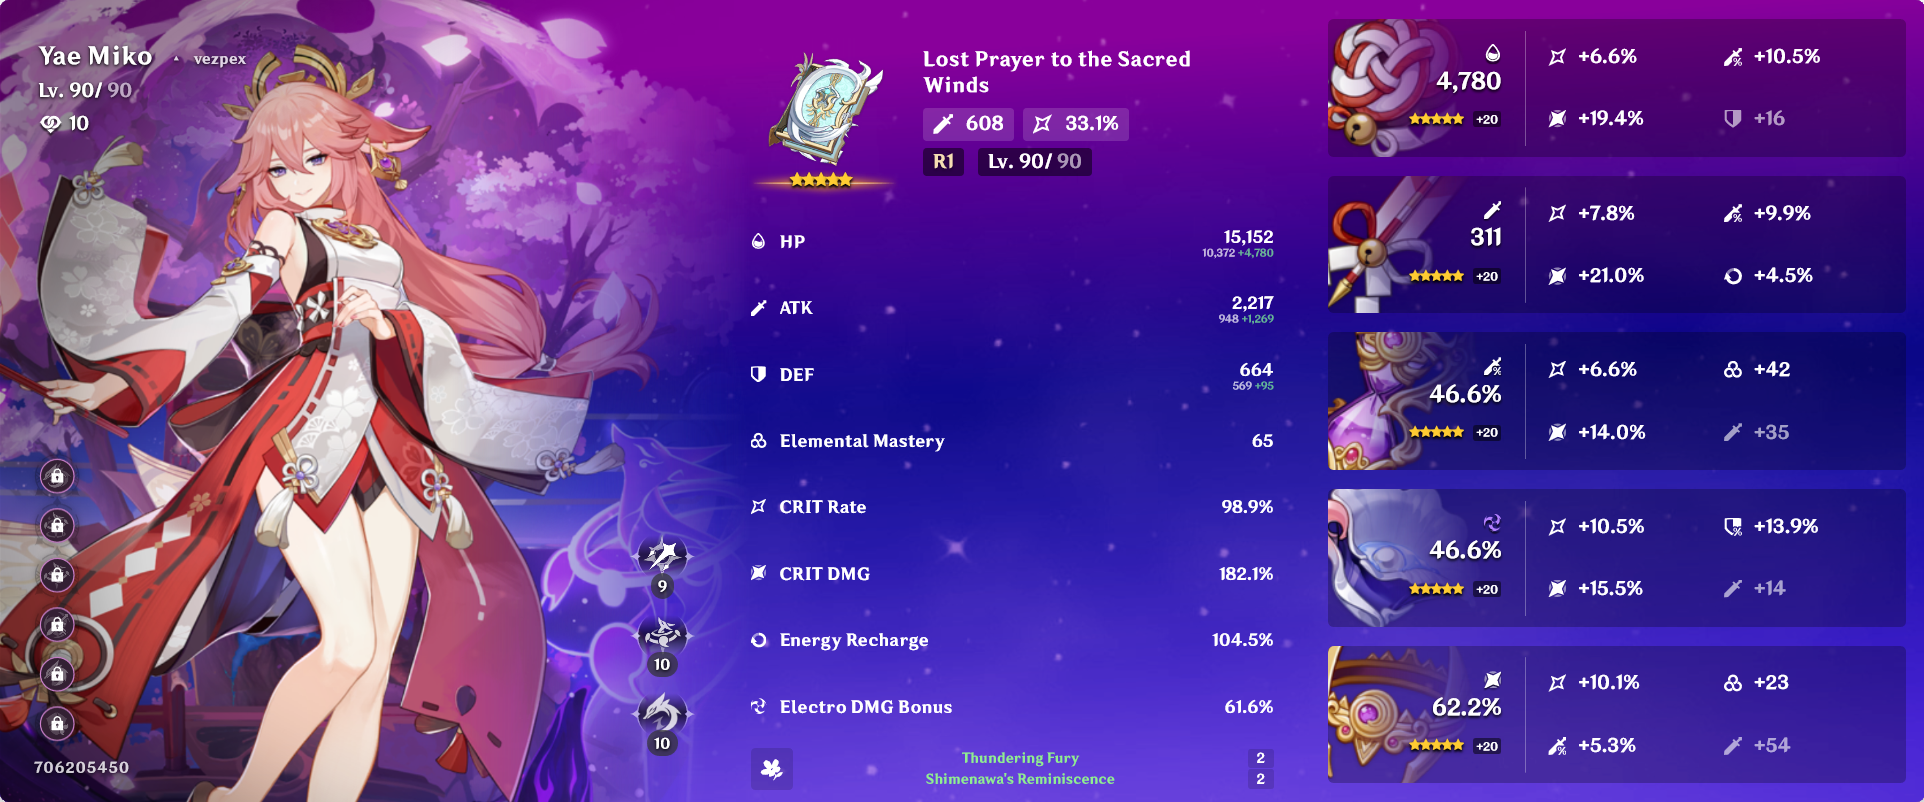 Yae Miko
vezpex
Lv. 90/ 90
10
706205450
9
10
10
Lost Prayer to the Sacred
Winds
608
33.1%
R1
Lv. 90/ 90
HP
15,152
10,372 +4,780
ATK
2,217
948 +1,269
DEF
664
569 +95
Elemental Mastery
65
CRIT Rate
98.9%
CRIT DMG
182.1%
Energy Recharge
104.5%
Electro DMG Bonus
61.6%
Thundering Fury
2
Shimenawa's Reminiscence
2
4,780
+20
+6.6%
+10.5%
+19.4%
+16
311
+20
+7.8%
+9.9%
+21.0%
+4.5%
46.6%
+20
+6.6%
+42
+14.0%
+35
46.6%
+20
+10.5%
+13.9%
+15.5%
+14
62.2%
+20
+10.1%
+23
+5.3%
+54